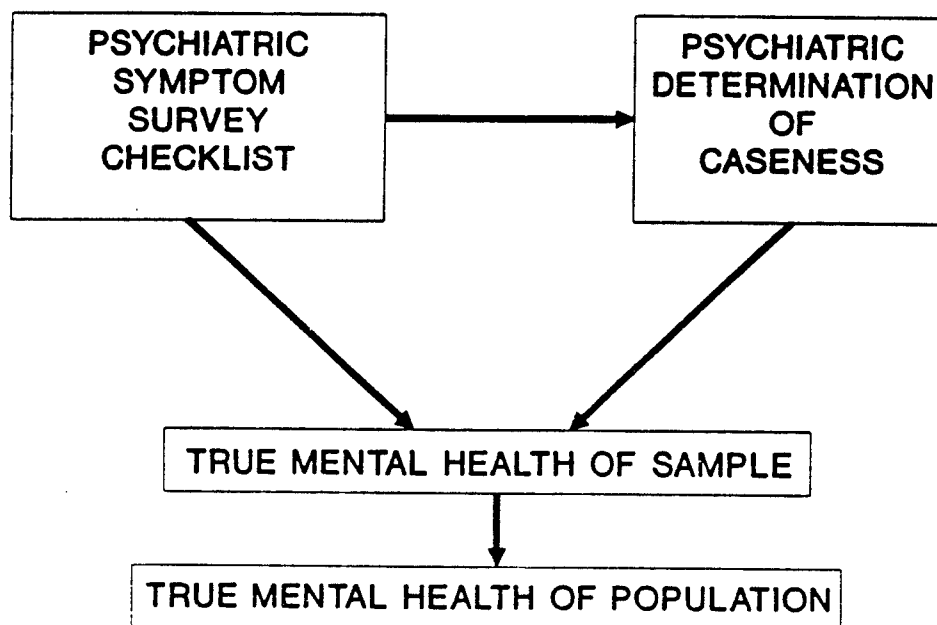 PSYCHIATRIC
SYMPTOM
SURVEY
CHECKLIST
PSYCHIATRIC
DETERMINATION
OF
CASENESS
TRUE MENTAL HEALTH OF SAMPLE
TRUE MENTAL HEALTH OF POPULATION